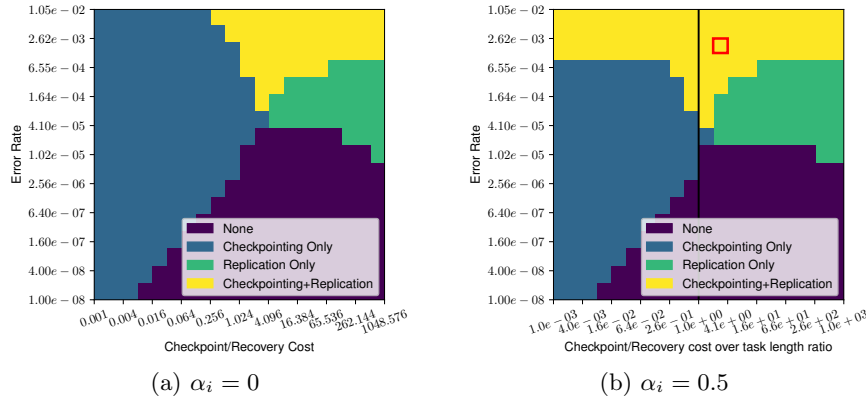 1.05e − 02
2.62e − 03
6.55e − 04
1.64e − 04
4.10e − 05
1.02e − 05
2.56e − 06
6.40e − 07
1.60e − 07
4.00e − 08
1.00e − 08
Error Rate
None
Checkpointing Only
Replication Only
Checkpointing+Replication
0.001
0.004
0.016
0.064
0.256
1.024
4.096
16.384
65.536
262.144
1048.576
Checkpoint/Recovery Cost
(a) αᵢ = 0
1.05e − 02
2.62e − 03
6.55e − 04
1.64e − 04
4.10e − 05
1.02e − 05
2.56e − 06
6.40e − 07
1.60e − 07
4.00e − 08
1.00e − 08
Error Rate
None
Checkpointing Only
Replication Only
Checkpointing+Replication
1.0e−03
4.0e−03
1.6e−02
6.4e−02
2.6e−01
1.0e+00
4.1e+00
1.6e+01
6.6e+01
2.6e+02
1.0e+03
Checkpoint/Recovery cost over task length ratio
(b) αᵢ = 0.5